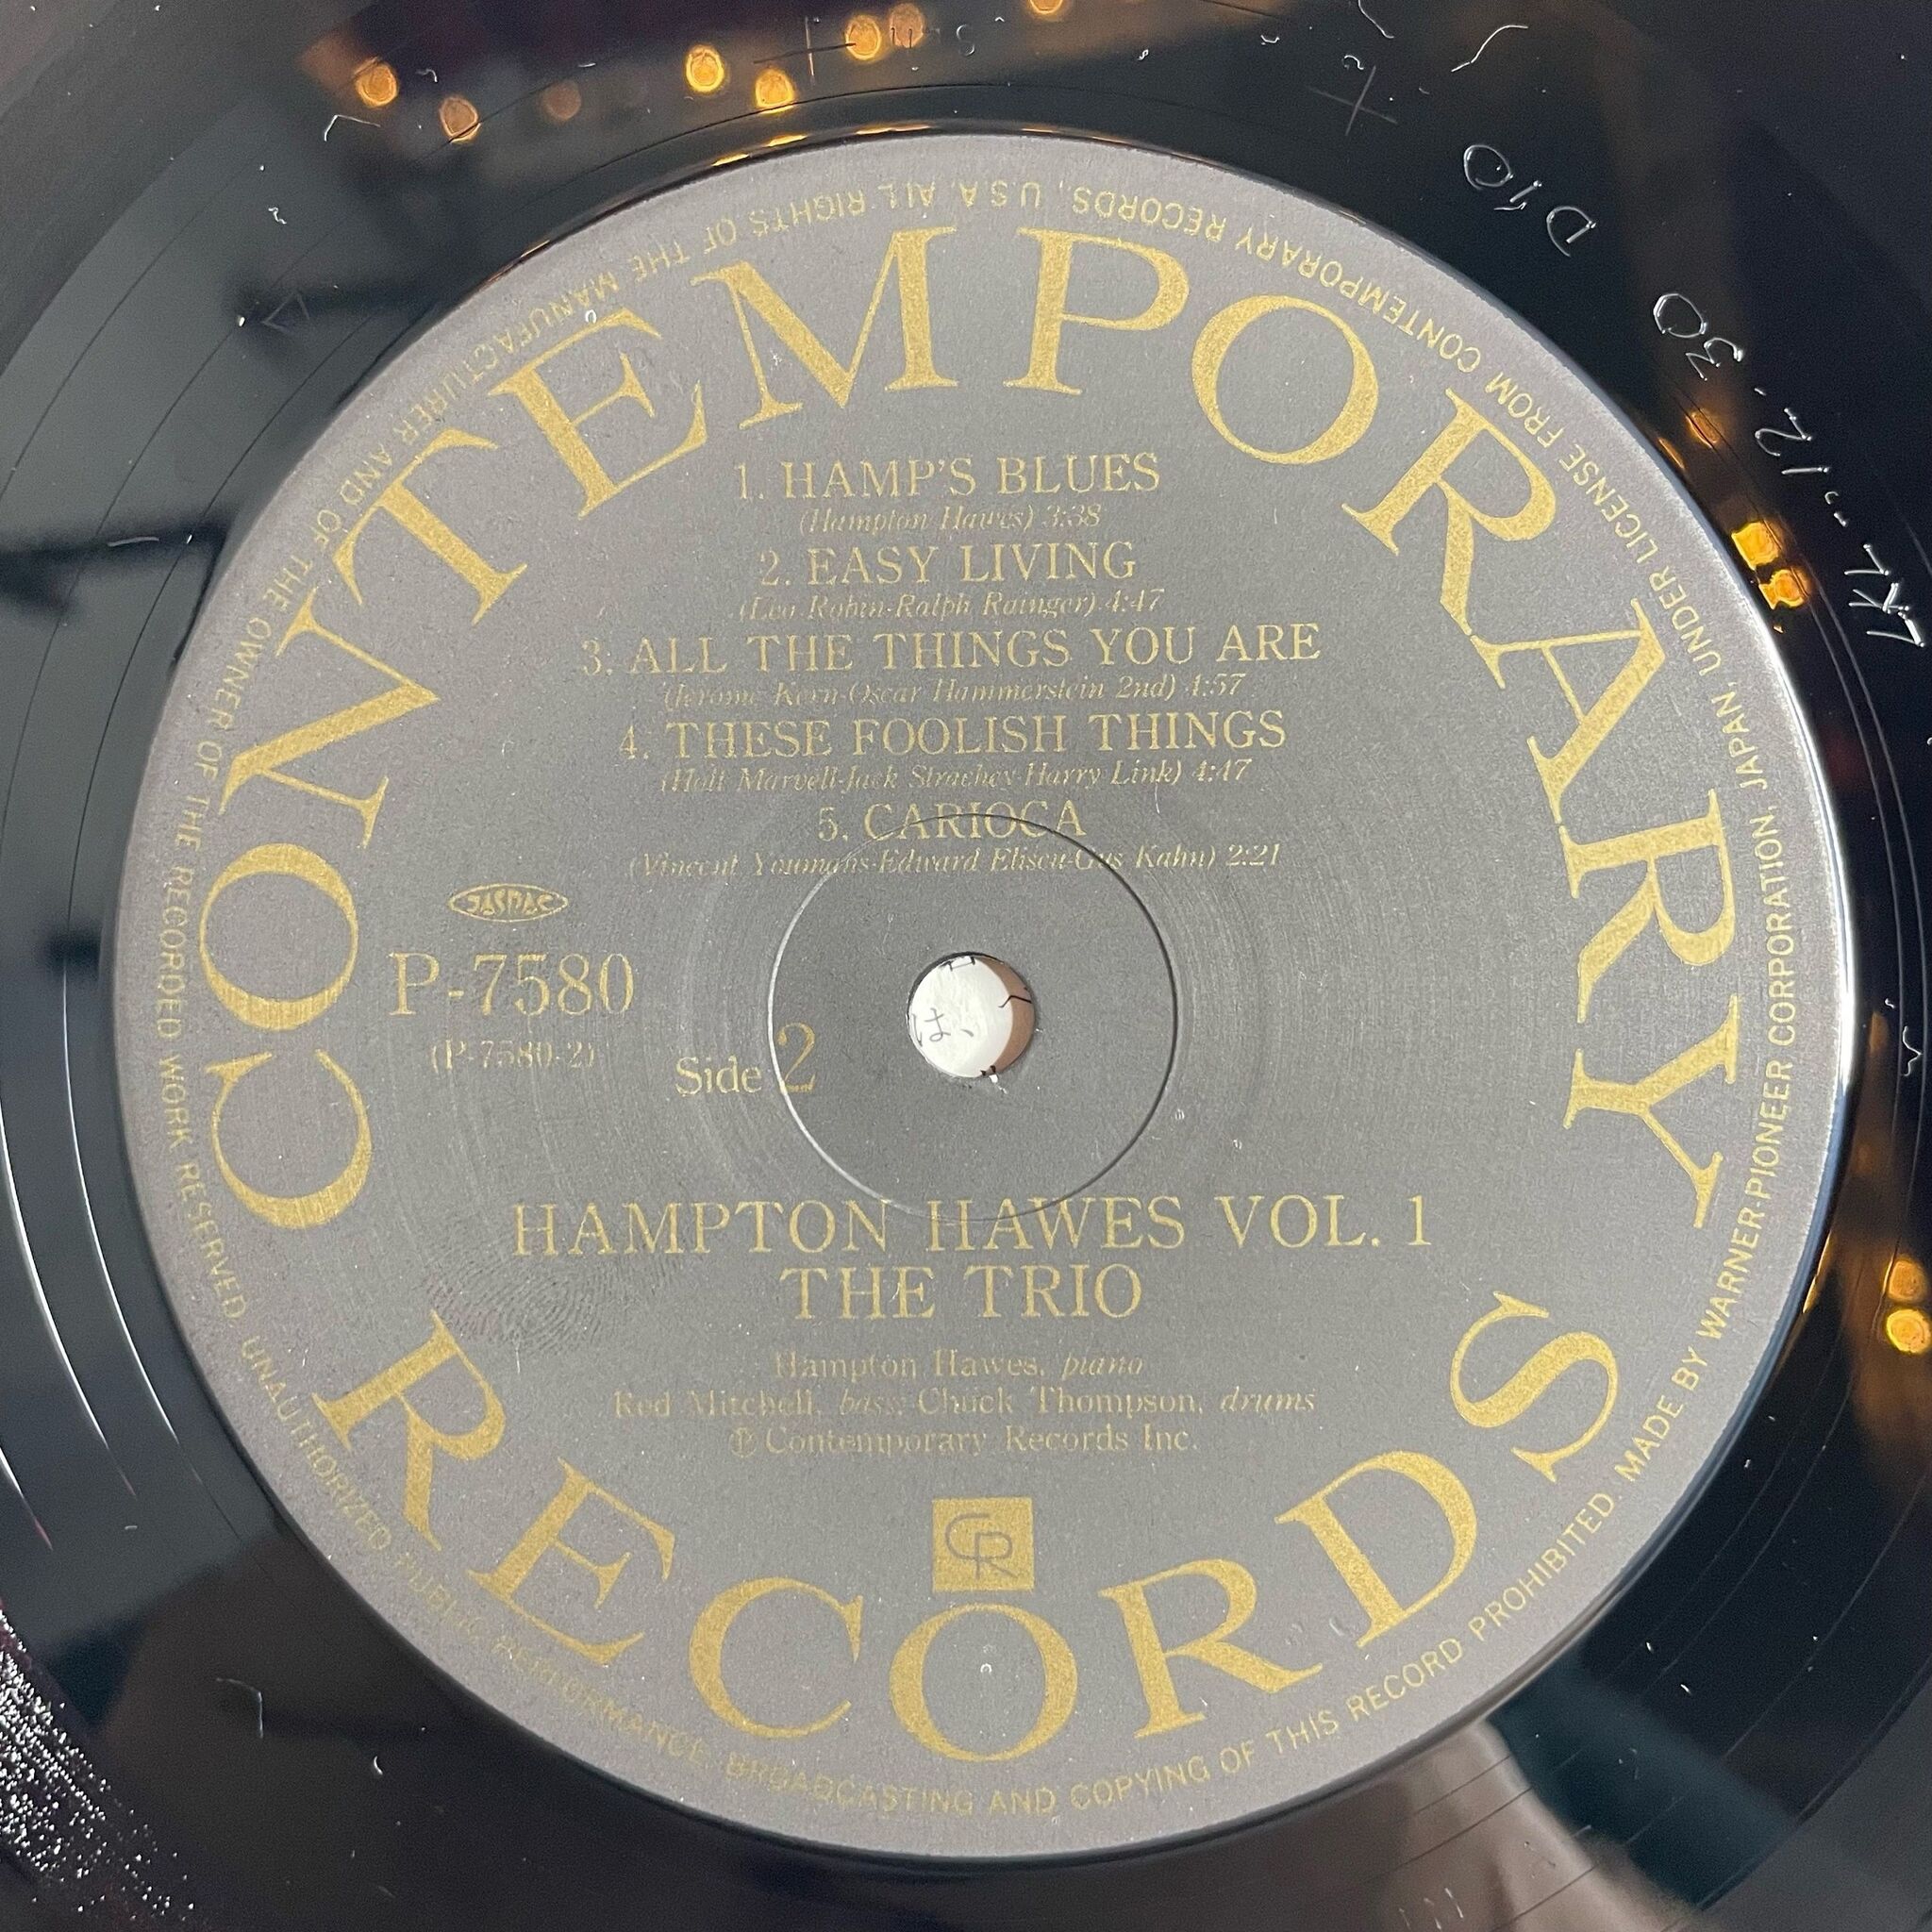 CONTEMPORARY
1. HAMP'S BLUES
(Hampton Hawes) 3:38
2. EASY LIVING
(Leo Robin-Ralph Rainger) 4:47
3. ALL THE THINGS YOU ARE
(Jerome Kern-Oscar Hammerstein 2nd) 4:57
4. THESE FOOLISH THINGS
(Holt Marvell-Jack Strachey-Harry Link) 4:47
5. CARIOCA
(Vincent Youmans-Edward Eliscu-Gus Kahn) 2:21
JASRAC
P-7580
(P-7580-2)
Side 2
は、
HAMPTON HAWES VOL. 1
THE TRIO
Hampton Hawes, piano
Red Mitchell, bass; Chuck Thompson, drums
Ⓟ Contemporary Records Inc.
CR
RECORDS
ALL RIGHTS OF THE MANUFACTURER AND OF THE OWNER OF THE RECORDED WORK RESERVED. UNAUTHORIZED PUBLIC PERFORMANCE BROADCASTING AND COPYING OF THIS RECORD PROHIBITED. MADE BY WARNER-PIONEER CORPORATION, JAPAN, UNDER LICENSE FROM CONTEMPORARY RECORDS, U.S.A.